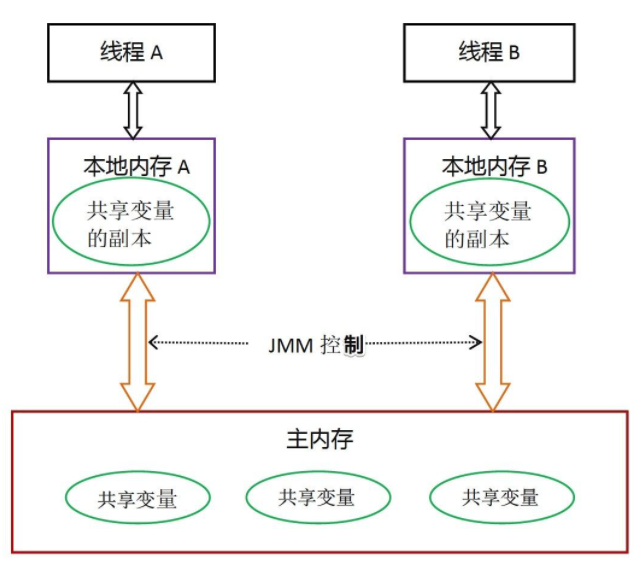 线程 A
线程 B
本地内存 A
本地内存 B
共享变量
的副本
共享变量
的副本
JMM 控制
主内存
共享变量
共享变量
共享变量